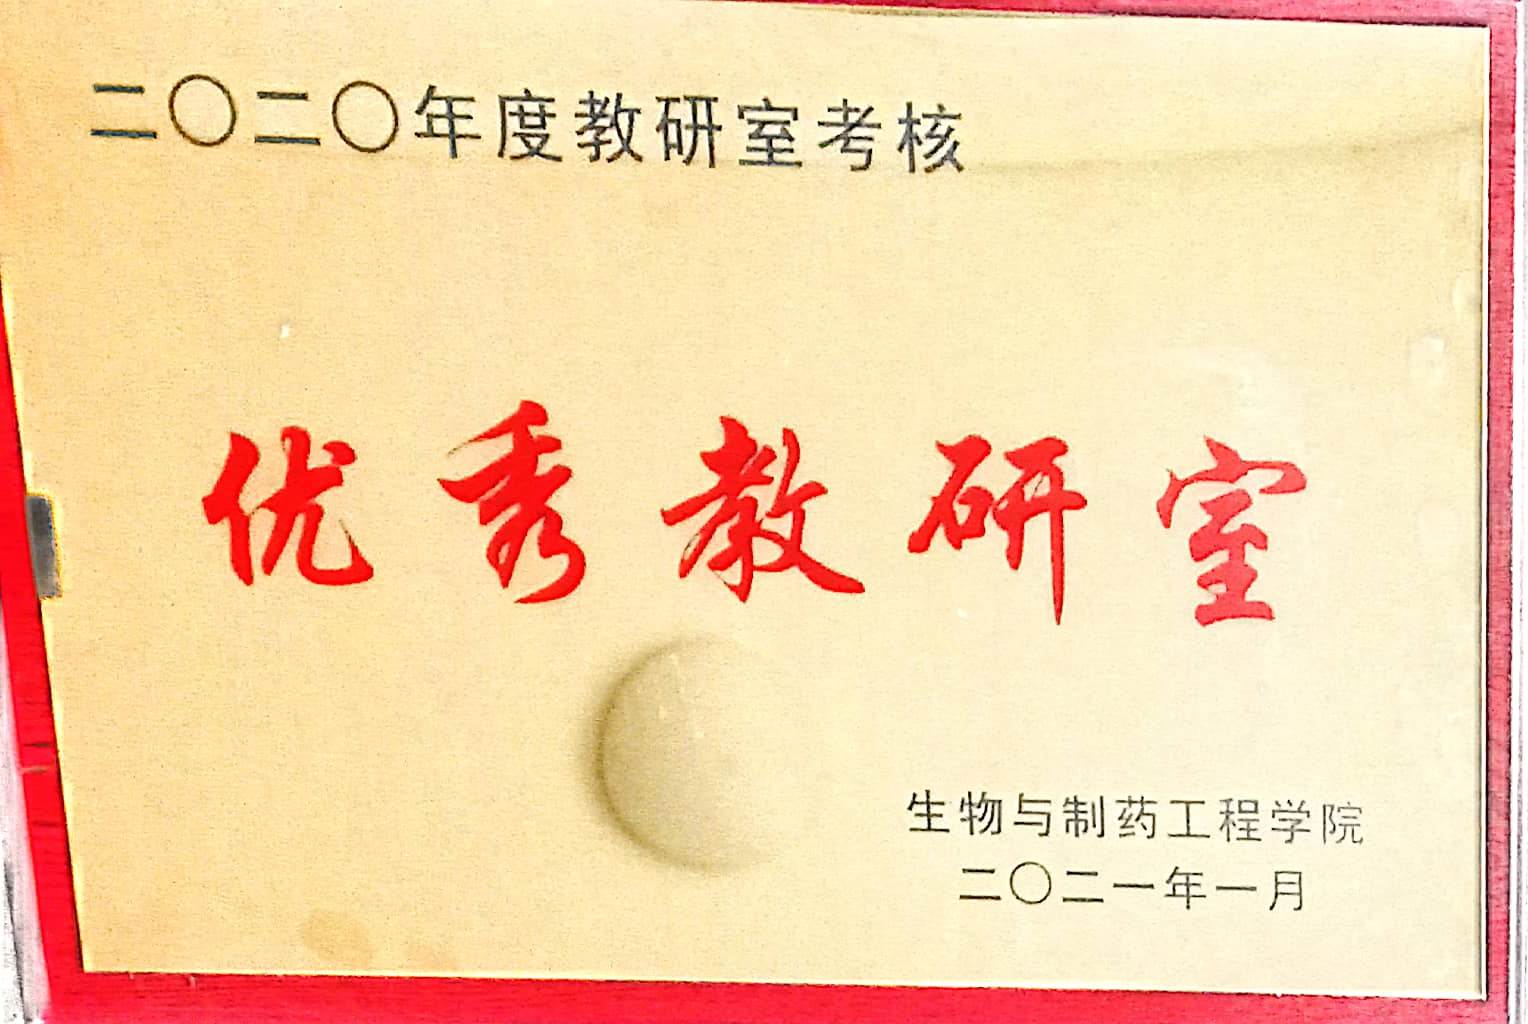 二〇二〇年度教研室考核
优秀教研室
生物与制药工程学院
二〇二一年一月